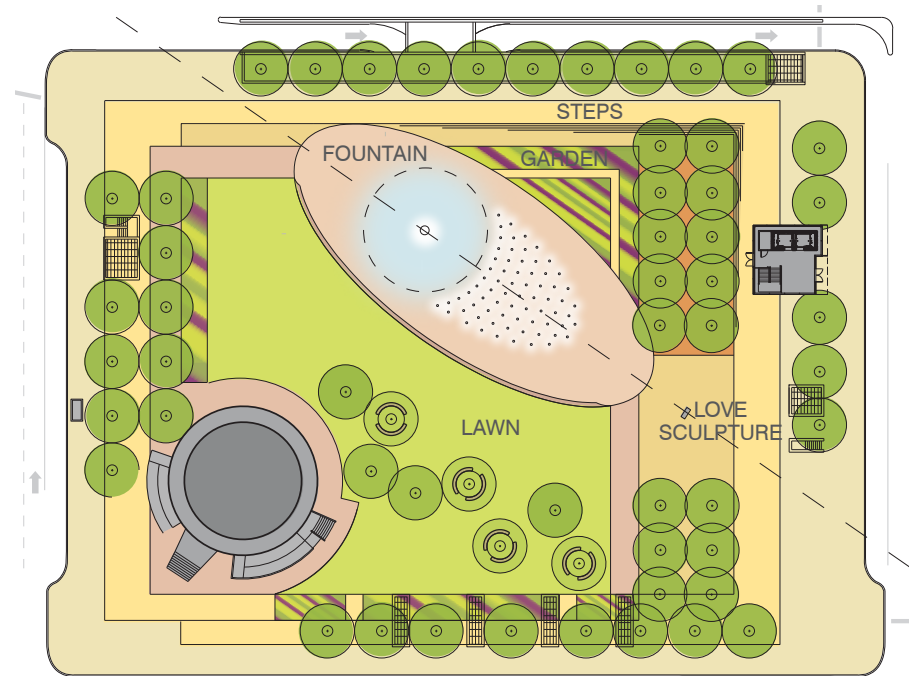 STEPS
FOUNTAIN
GARDEN
LOVE
SCULPTURE
LAWN